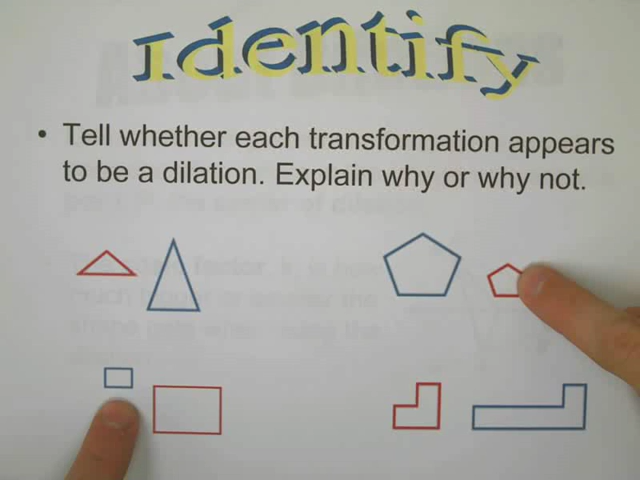 Identify
• Tell whether each transformation appears
to be a dilation. Explain why or why not.